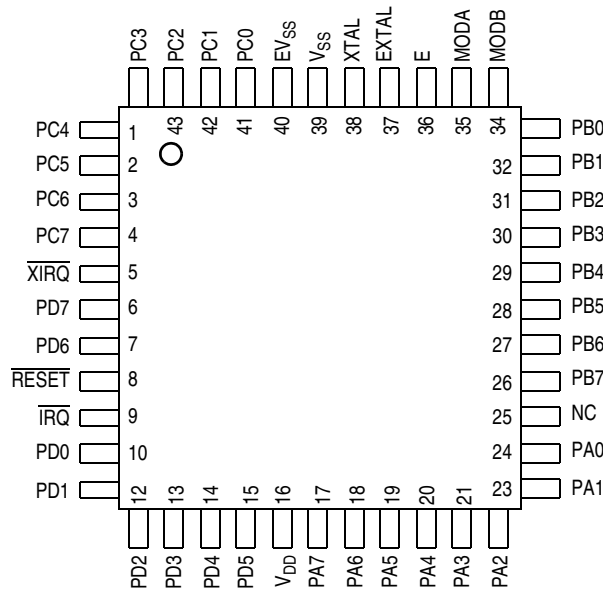 PC3 PC2 PC1 PC0 EVSS VSS XTAL EXTAL E MODA MODB
43 42 41 40 39 38 37 36 35 34
PC4 1 PB0
PC5 2 32 PB1
PC6 3 31 PB2
PC7 4 30 PB3
XIRQ 5 29 PB4
PD7 6 28 PB5
PD6 7 27 PB6
RESET 8 26 PB7
IRQ 9 25 NC
PD0 10 24 PA0
PD1 23 PA1
12 13 14 15 16 17 18 19 20 21
PD2 PD3 PD4 PD5 VDD PA7 PA6 PA5 PA4 PA3 PA2